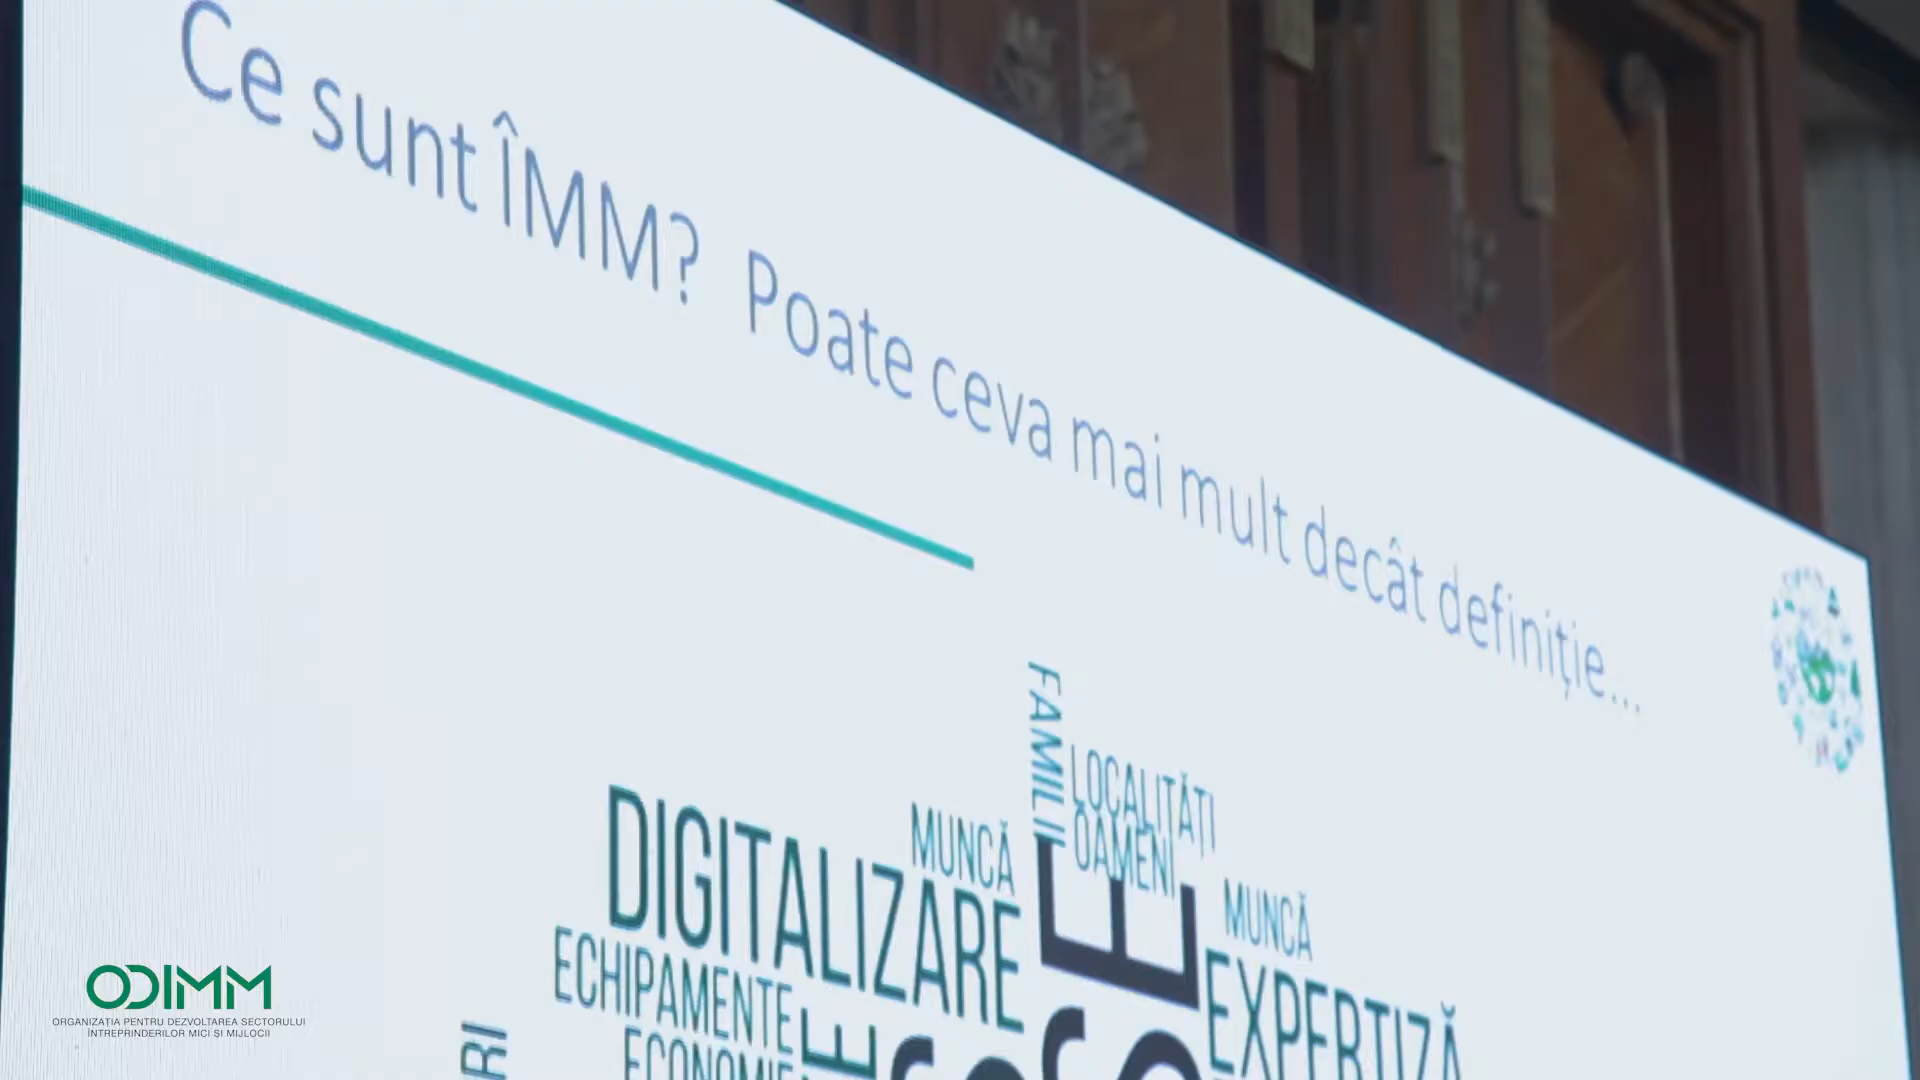 Ce sunt ÎMM? Poate ceva mai mult decât definiție...
FAMILII
LOCALITĂȚI
OAMENI
MUNCĂ
DIGITALIZARE
MUNCĂ
EXPERTIZĂ
ECHIPAMENTE
ODIMM
ORGANIZAȚIA PENTRU DEZVOLTAREA SECTORULUI
ÎNTREPRINDERILOR MICI ȘI MIJLOCII